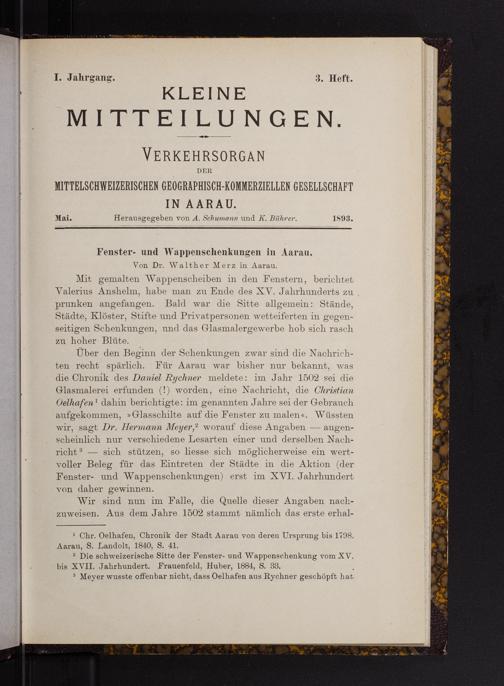 I. Jahrgang. 3. Heft.
KLEINE
MITTEILUNGEN.
VERKEHRSORGAN
DER
MITTELSCHWEIZERISCHEN GEOGRAPHISCH-KOMMERZIELLEN GESELLSCHAFT
IN AARAU.
Mai. Herausgegeben von A. Schumann und K. Bührer. 1893.
Fenster- und Wappenschenkungen in Aarau.
Von Dr. Walther Merz in Aarau.
Mit gemalten Wappenscheiben in den Fenstern, berichtet
Valerius Anshelm, habe man zu Ende des XV. Jahrhunderts zu
prunken angefangen. Bald war die Sitte allgemein: Stände,
Städte, Klöster, Stifte und Privatpersonen wetteiferten in gegen-
seitigen Schenkungen, und das Glasmalergewerbe hob sich rasch
zu hoher Blüte.
Über den Beginn der Schenkungen zwar sind die Nachrich-
ten recht spärlich. Für Aarau war bisher nur bekannt, was
die Chronik des Daniel Rychner meldete: im Jahr 1502 sei die
Glasmalerei erfunden (!) worden, eine Nachricht, die Christian
Oelhafen¹ dahin berichtigte: im genannten Jahre sei der Gebrauch
aufgekommen, »Glasschilte auf die Fenster zu malen«. Wüssten
wir, sagt Dr. Hermann Meyer,² worauf diese Angaben — augen-
scheinlich nur verschiedene Lesarten einer und derselben Nach-
richt³ — sich stützen, so liesse sich möglicherweise ein wert-
voller Beleg für das Eintreten der Städte in die Aktion (der
Fenster- und Wappenschenkungen) erst im XVI. Jahrhundert
von daher gewinnen.
Wir sind nun im Falle, die Quelle dieser Angaben nach-
zuweisen. Aus dem Jahre 1502 stammt nämlich das erste erhal-
¹ Chr. Oelhafen, Chronik der Stadt Aarau von deren Ursprung bis 1798.
Aarau, S. Landolt, 1840, S. 41.
² Die schweizerische Sitte der Fenster- und Wappenschenkung vom XV.
bis XVII. Jahrhundert. Frauenfeld, Huber, 1884, S. 33.
³ Meyer wusste offenbar nicht, dass Oelhafen aus Rychner geschöpft hat